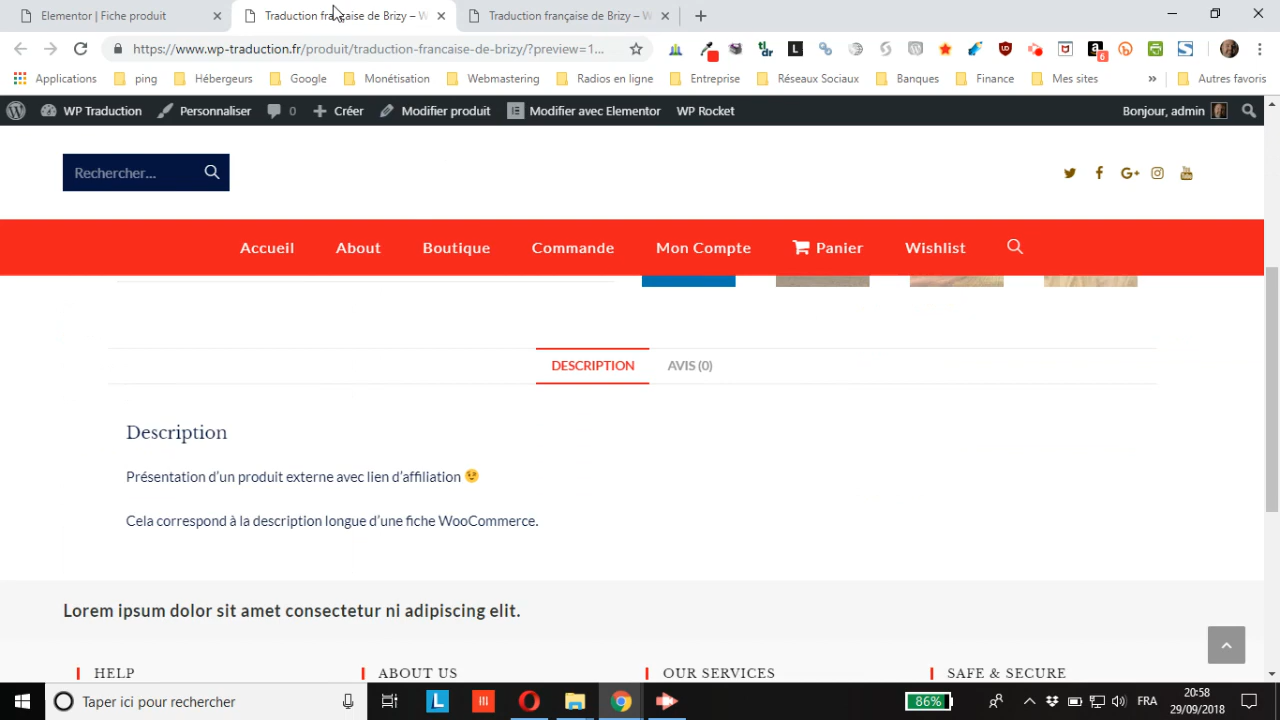 Elementor | Fiche produit
Traduction française de Brizy – W
Traduction française de Brizy – W
https://www.wp-traduction.fr/produit/traduction-francaise-de-brizy/?preview=1...
Applications ping Hébergeurs Google Monétisation Webmastering Radios en ligne Entreprise Réseaux Sociaux Banques Finance Mes sites » Autres favoris
WP Traduction Personnaliser 0 Créer Modifier produit Modifier avec Elementor WP Rocket Bonjour, admin
Rechercher...
Accueil About Boutique Commande Mon Compte Panier Wishlist
DESCRIPTION AVIS (0)
Description
Présentation d’un produit externe avec lien d’affiliation 😉
Cela correspond à la description longue d’une fiche WooCommerce.
Lorem ipsum dolor sit amet consectetur ni adipiscing elit.
HELP ABOUT US OUR SERVICES SAFE & SECURE
Taper ici pour rechercher 86% FRA 20:58
29/09/2018